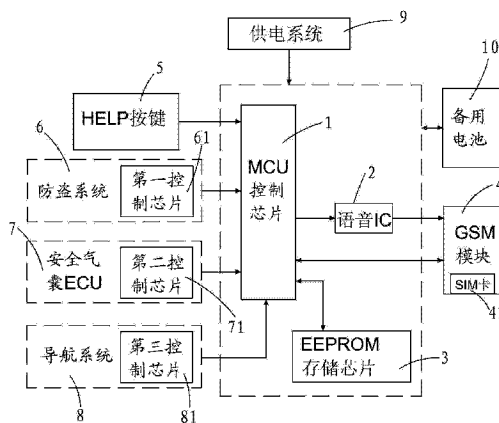 供电系统
9
5
HELP按键
1
MCU
控制
芯片
10
备用
电池
6
防盗系统
61
第一控
制芯片
2
语音IC
4
GSM
模块
SIM卡
7
安全气
囊ECU
第二控
制芯片
71
导航系统
第三控
制芯片
8
81
EEPROM
存储芯片
3